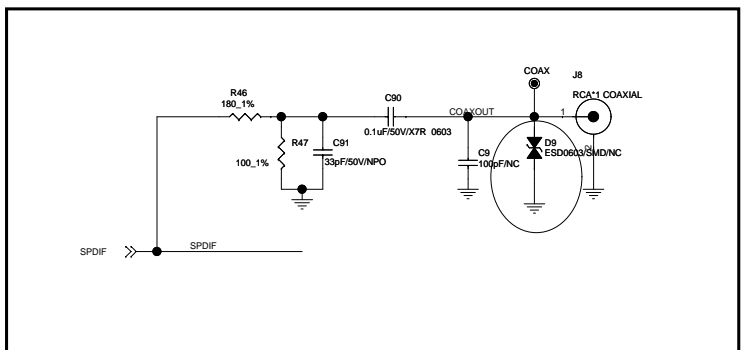 COAX
J8
RCA*1 COAXIAL
R46
180_1%
C90
0.1uF/50V/X7R 0603
COAXOUT
1
R47
100_1%
C91
33pF/50V/NPO
C9
100pF/NC
D9
ESD0603/SMD/NC
2
SPDIF
SPDIF